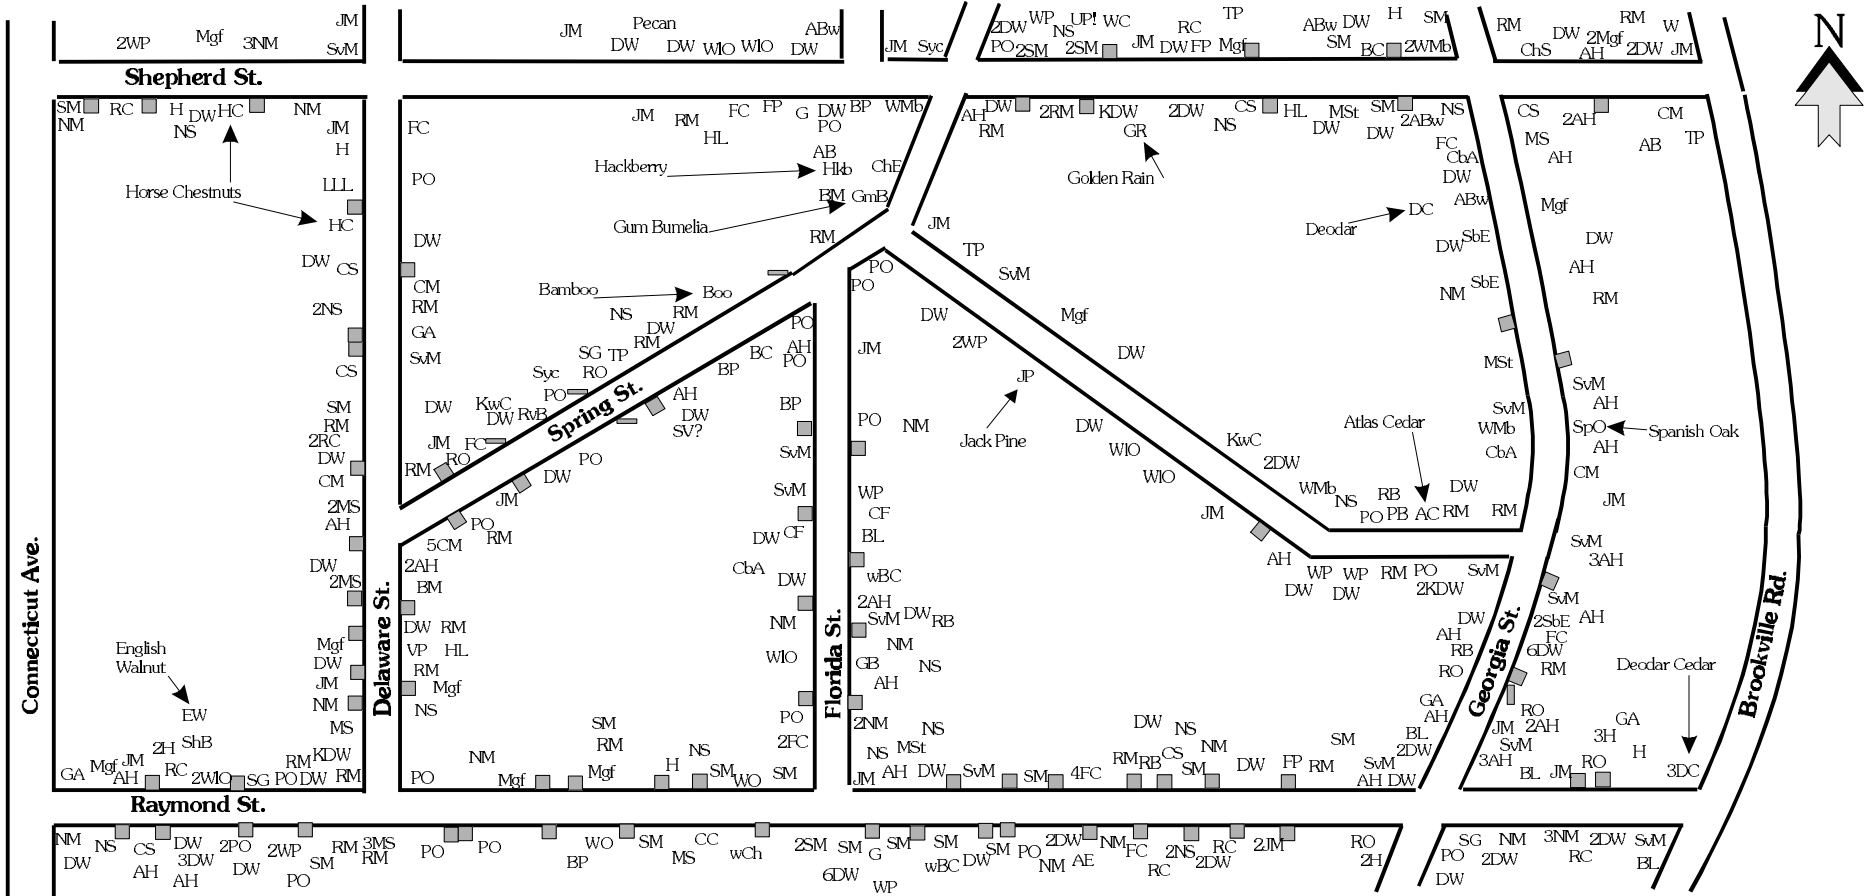 JM
Mgf
2WP
3NM
SvM
JM
Pecan
ABw
DW
DW
WlO
WlO
DW
JM
Syc
2DW
WP
UP!
WC
NS
RC
TP
ABw
DW
H
SM
PO
2SM
2SM
JM
DW
FP
Mgf
SM
BC
2WMb
RM
RM
DW
2Mgf
W
ChS
AH
2DW
JM
N
Shepherd St.
SM
RC
H
DW
HC
NM
NM
NS
JM
H
Horse Chestnuts
LLL
HC
DW
CS
2NS
CS
SM
RM
2RC
DW
CM
2MS
AH
DW
2MS
English
Walnut
Mgf
DW
JM
NM
EW
MS
ShB
2H
KDW
RM
JM
Mgf
RC
GA
AH
2WlO
SG
PO
DW
RM
Connecticut Ave.
Delaware St.
FC
JM
RM
FC
FP
G
DW
BP
WMb
HL
PO
AB
Hackberry
Hkb
ChE
PO
BM
GmB
Gum Bumelia
RM
DW
CM
Bamboo
Boo
RM
NS
RM
GA
DW
RM
SvM
SG
TP
Syc
RO
PO
DW
KwC
DW
RvB
JM
FC
RO
RM
Spring St.
PO
AH
BC
PO
BP
AH
BP
DW
SV?
SvM
PO
DW
SvM
JM
PO
RM
CF
DW
5CM
2AH
CbA
BM
DW
NM
DW
RM
VP
HL
WlO
RM
Mgf
NS
PO
SM
RM
2FC
NM
NS
H
Mgf
SM
WO
SM
PO
Mgf
Florida St.
AH
DW
2RM
KDW
2DW
CS
HL
MSt
SM
NS
RM
GR
NS
DW
DW
2ABw
FC
CbA
Golden Rain
DW
ABw
DC
Deodar
JM
SbE
DW
TP
SvM
SbE
NM
Mgf
DW
MSt
SvM
Atlas Cedar
WMb
KwC
CbA
2DW
WMb
NS
RB
DW
PO
PB
AC
RM
RM
PO
PO
DW
JM
2WP
JP
PO
NM
Jack Pine
DW
WlO
WlO
WP
CF
JM
BL
AH
WP
WP
RM
PO
SvM
wBC
DW
DW
2KDW
2AH
SvM
DW
RB
DW
NM
AH
GB
NS
RB
AH
RO
GA
AH
2NM
NS
DW
NS
BL
NS
MSt
SM
2DW
RM
RB
CS
NM
FP
RM
SvM
JM
AH
DW
SvM
SM
4FC
SM
DW
AH
DW
Georgia St.
CS
2AH
CM
MS
AB
TP
AH
Mgf
DW
AH
RM
SvM
AH
SpO
Spanish Oak
AH
CM
JM
SvM
3AH
SvM
2SbE
AH
FC
6DW
RM
Deodar Cedar
RO
JM
2AH
GA
3H
SvM
H
3AH
BL
JM
RO
3DC
Brookville Rd.
Raymond St.
NM
NS
CS
DW
2PO
2WP
RM
3MS
DW
3DW
SM
RM
AH
DW
AH
PO
PO
PO
WO
SM
CC
BP
MS
wCh
2SM
SM
G
SM
SM
6DW
WP
wBC
DW
SM
PO
2DW
NM
NM
AE
FC
RC
2NS
RC
2DW
2JM
RO
2H
SG
NM
3NM
2DW
SvM
PO
2DW
RC
BL
DW